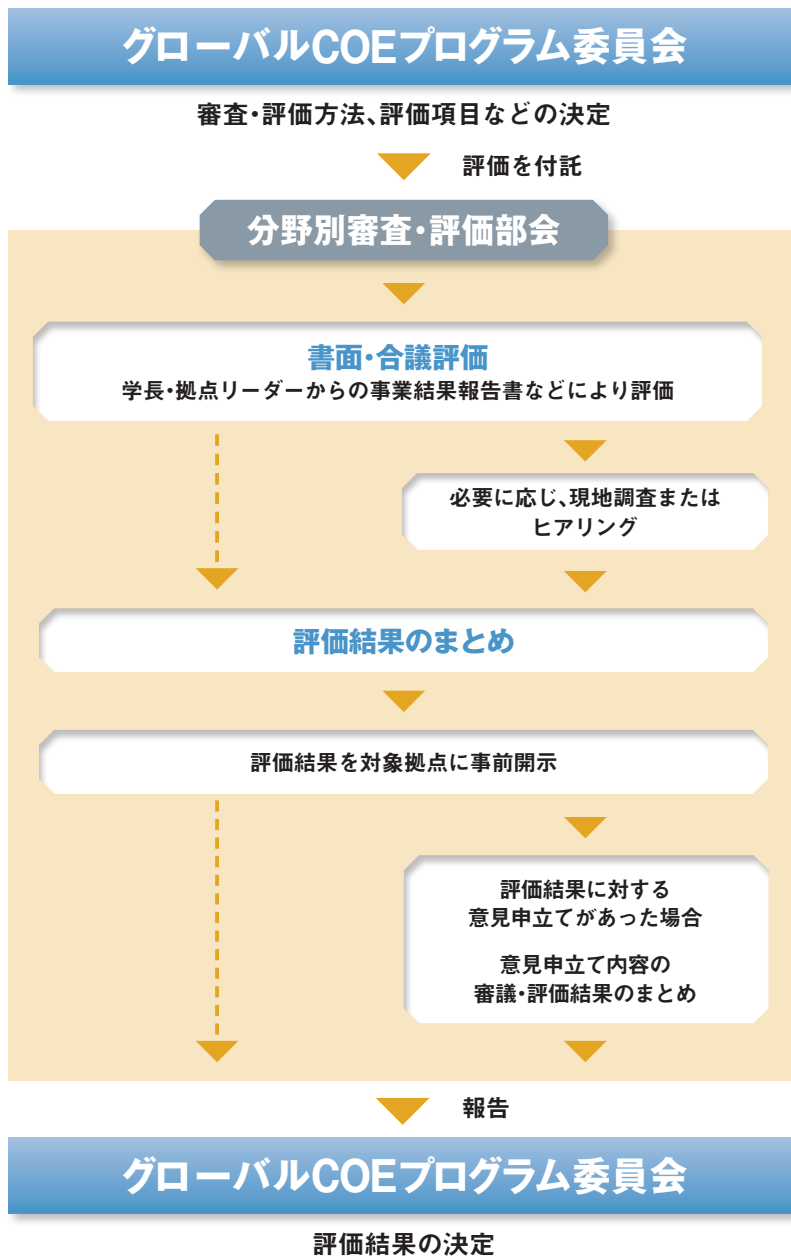 グローバルCOEプログラム委員会
審査・評価方法、評価項目などの決定
評価を付託
分野別審査・評価部会
書面・合議評価
学長・拠点リーダーからの事業結果報告書などにより評価
必要に応じ、現地調査または
ヒアリング
評価結果のまとめ
評価結果を対象拠点に事前開示
評価結果に対する
意見申立てがあった場合
意見申立て内容の
審議・評価結果のまとめ
報告
グローバルCOEプログラム委員会
評価結果の決定